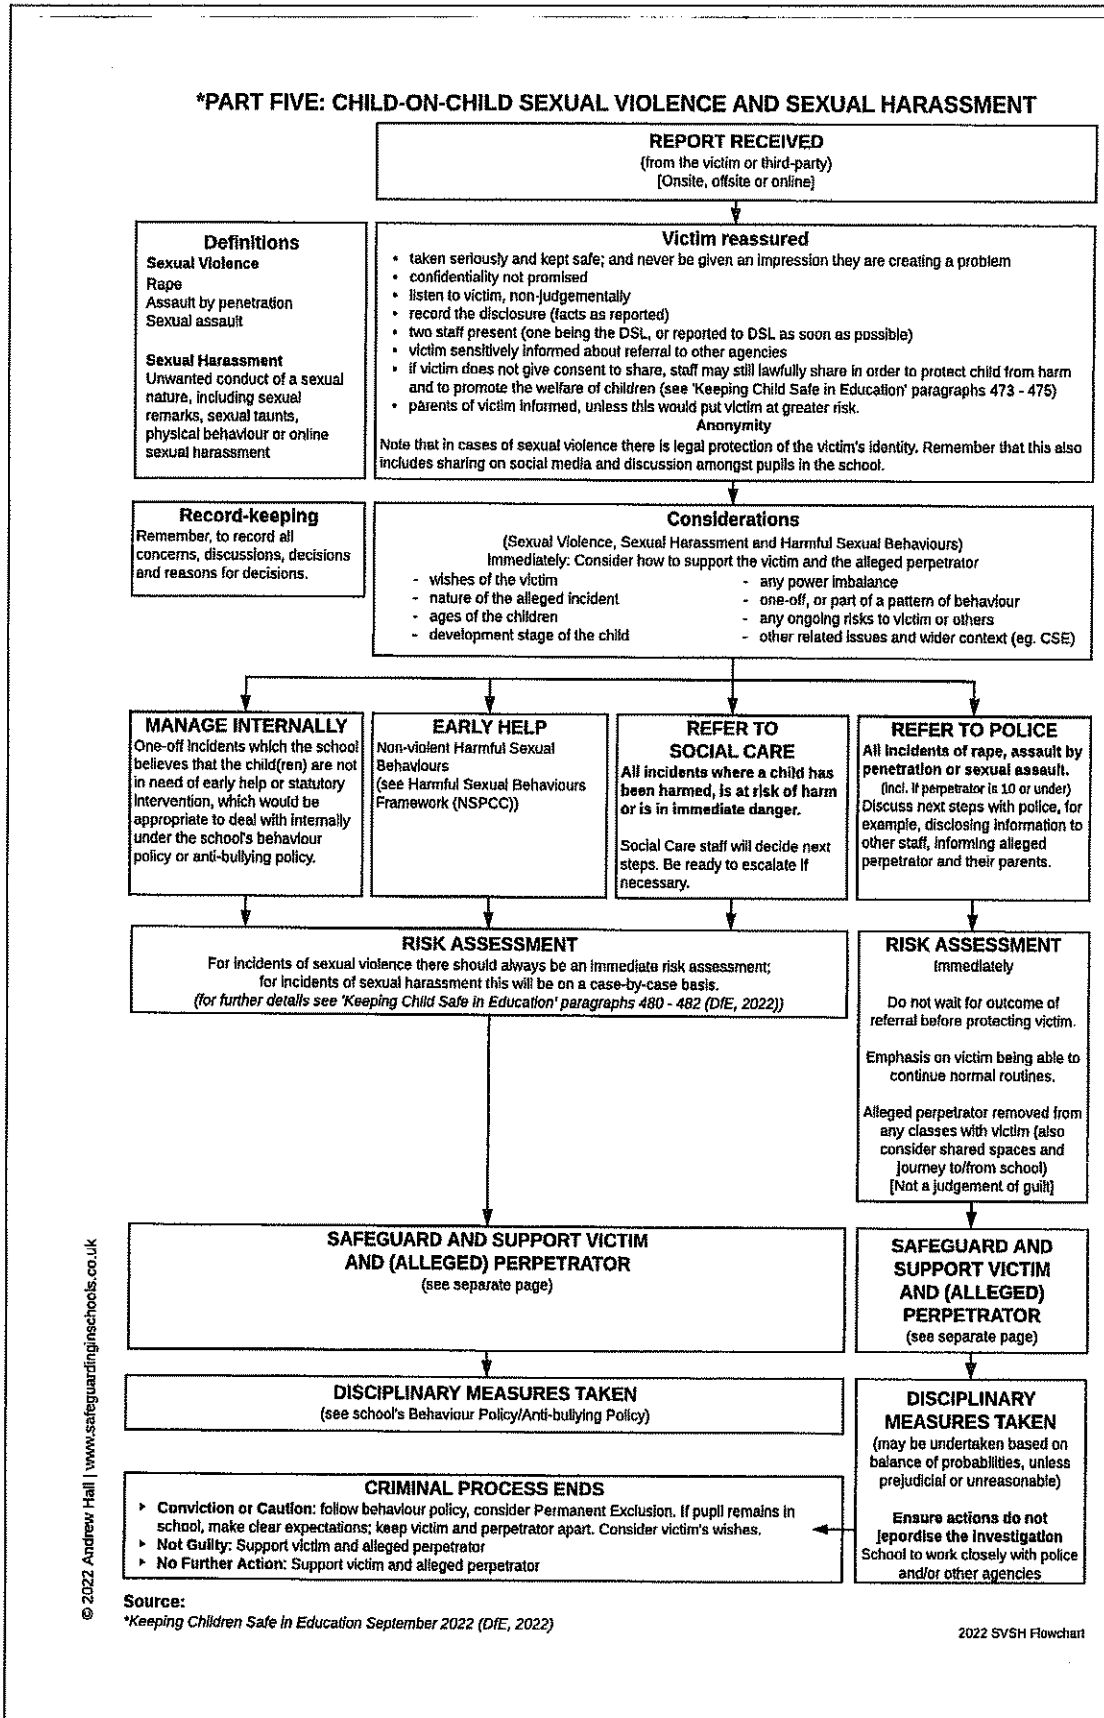 *PART FIVE: CHILD-ON-CHILD SEXUAL VIOLENCE AND SEXUAL HARASSMENT
REPORT RECEIVED
(from the victim or third-party)
[Onsite, offsite or online]
Definitions
Sexual Violence
Rape
Assault by penetration
Sexual assault
Sexual Harassment
Unwanted conduct of a sexual
nature, including sexual
remarks, sexual taunts,
physical behaviour or online
sexual harassment
Victim reassured
• taken seriously and kept safe; and never be given an impression they are creating a problem
• confidentiality not promised
• listen to victim, non-judgementally
• record the disclosure (facts as reported)
• two staff present (one being the DSL, or reported to DSL as soon as possible)
• victim sensitively informed about referral to other agencies
• if victim does not give consent to share, staff may still lawfully share in order to protect child from harm
and to promote the welfare of children (see 'Keeping Child Safe in Education' paragraphs 473 - 475)
• parents of victim informed, unless this would put victim at greater risk.
Anonymity
Note that in cases of sexual violence there is legal protection of the victim's identity. Remember that this also
includes sharing on social media and discussion amongst pupils in the school.
Record-keeping
Remember, to record all
concerns, discussions, decisions
and reasons for decisions.
Considerations
(Sexual Violence, Sexual Harassment and Harmful Sexual Behaviours)
Immediately: Consider how to support the victim and the alleged perpetrator
- wishes of the victim
- nature of the alleged incident
- ages of the children
- development stage of the child
- any power imbalance
- one-off, or part of a pattern of behaviour
- any ongoing risks to victim or others
- other related issues and wider context (eg. CSE)
MANAGE INTERNALLY
One-off incidents which the school
believes that the child(ren) are not
in need of early help or statutory
intervention, which would be
appropriate to deal with internally
under the school's behaviour
policy or anti-bullying policy.
EARLY HELP
Non-violent Harmful Sexual
Behaviours
(see Harmful Sexual Behaviours
Framework (NSPCC))
REFER TO
SOCIAL CARE
All incidents where a child has
been harmed, is at risk of harm
or is in immediate danger.
Social Care staff will decide next
steps. Be ready to escalate if
necessary.
REFER TO POLICE
All incidents of rape, assault by
penetration or sexual assault.
(incl. if perpetrator is 10 or under)
Discuss next steps with police, for
example, disclosing information to
other staff, informing alleged
perpetrator and their parents.
RISK ASSESSMENT
For incidents of sexual violence there should always be an immediate risk assessment;
for incidents of sexual harassment this will be on a case-by-case basis.
(for further details see 'Keeping Child Safe in Education' paragraphs 480 - 482 (DfE, 2022))
RISK ASSESSMENT
Immediately
Do not wait for outcome of
referral before protecting victim.
Emphasis on victim being able to
continue normal routines.
Alleged perpetrator removed from
any classes with victim (also
consider shared spaces and
journey to/from school)
[Not a judgement of guilt]
SAFEGUARD AND SUPPORT VICTIM
AND (ALLEGED) PERPETRATOR
(see separate page)
SAFEGUARD AND
SUPPORT VICTIM
AND (ALLEGED)
PERPETRATOR
(see separate page)
DISCIPLINARY MEASURES TAKEN
(see school's Behaviour Policy/Anti-bullying Policy)
DISCIPLINARY
MEASURES TAKEN
(may be undertaken based on
balance of probabilities, unless
prejudicial or unreasonable)
Ensure actions do not
jepordise the investigation
School to work closely with police
and/or other agencies
CRIMINAL PROCESS ENDS
‣ Conviction or Caution: follow behaviour policy, consider Permanent Exclusion. If pupil remains in
school, make clear expectations; keep victim and perpetrator apart. Consider victim's wishes.
‣ Not Guilty: Support victim and alleged perpetrator
‣ No Further Action: Support victim and alleged perpetrator
© 2022 Andrew Hall | www.safeguardinginschools.co.uk
Source:
*Keeping Children Safe in Education September 2022 (DfE, 2022)
2022 SVSH Flowchart